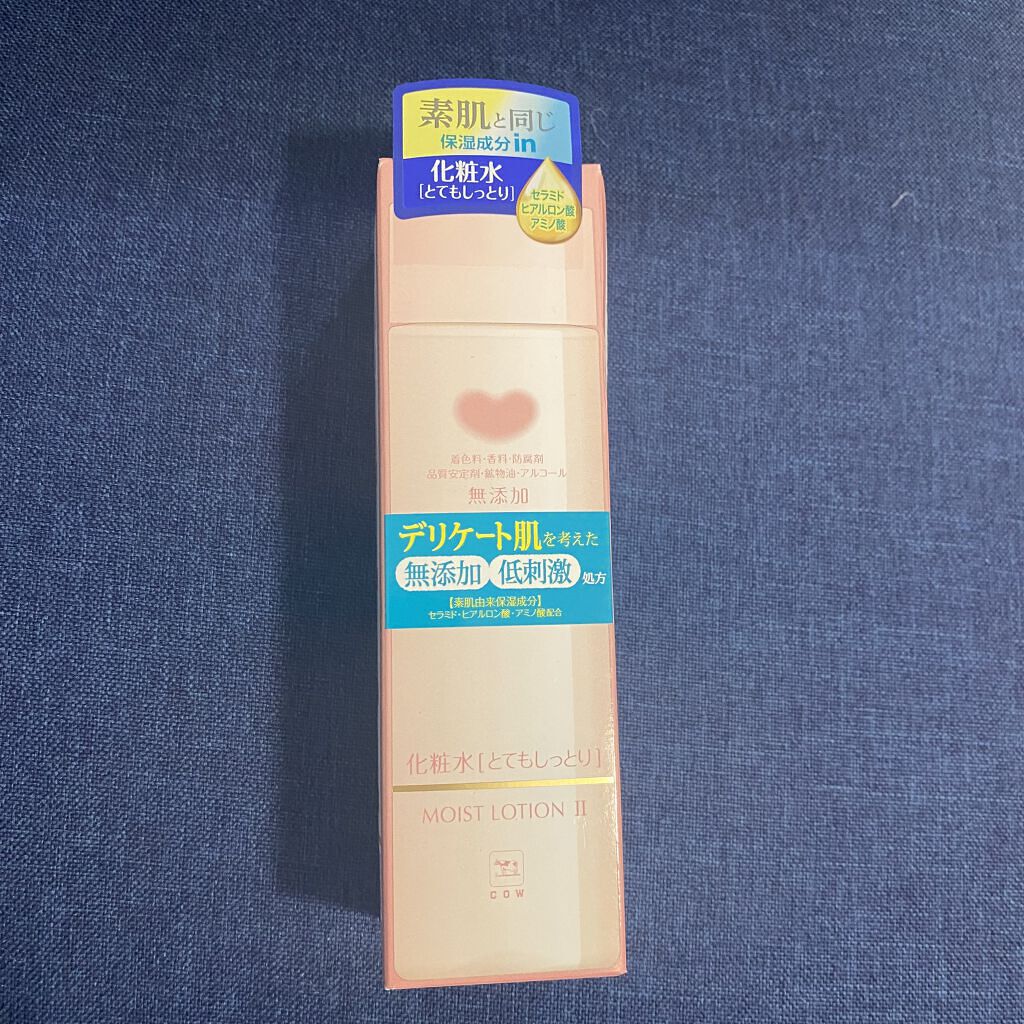 素肌と同じ
保湿成分in
化粧水
[とてもしっとり]
セラミド
ヒアルロン酸
アミノ酸
着色料・香料・防腐剤
品質安定剤・鉱物油・アルコール
無添加
デリケート肌を考えた
無添加 低刺激 処方
【素肌由来保湿成分】
セラミド・ヒアルロン酸・アミノ酸配合
化粧水[とてもしっとり]
MOIST LOTION II
COW